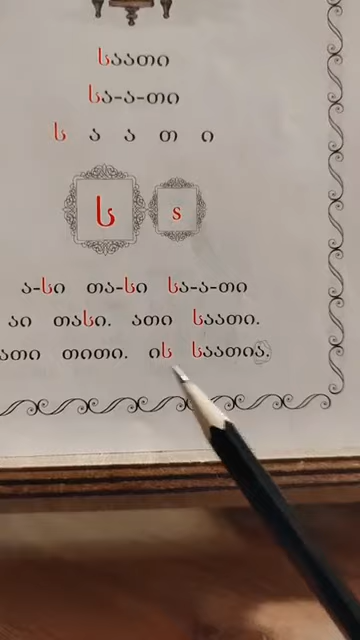 საათი
სა-ა-თი
ს ა ა თ ი
ს s
ა-სი თა-სი სა-ა-თი
აი თასი. ათი საათი.
ათი თითი. ის საათია.